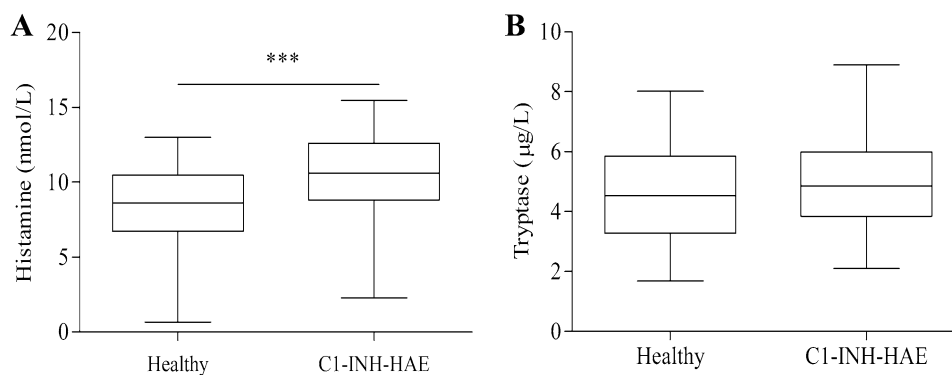 A
Histamine (nmol/L)
20
15
10
5
0
***
Healthy
C1-INH-HAE
B
Tryptase (µg/L)
10
8
6
4
2
0
Healthy
C1-INH-HAE